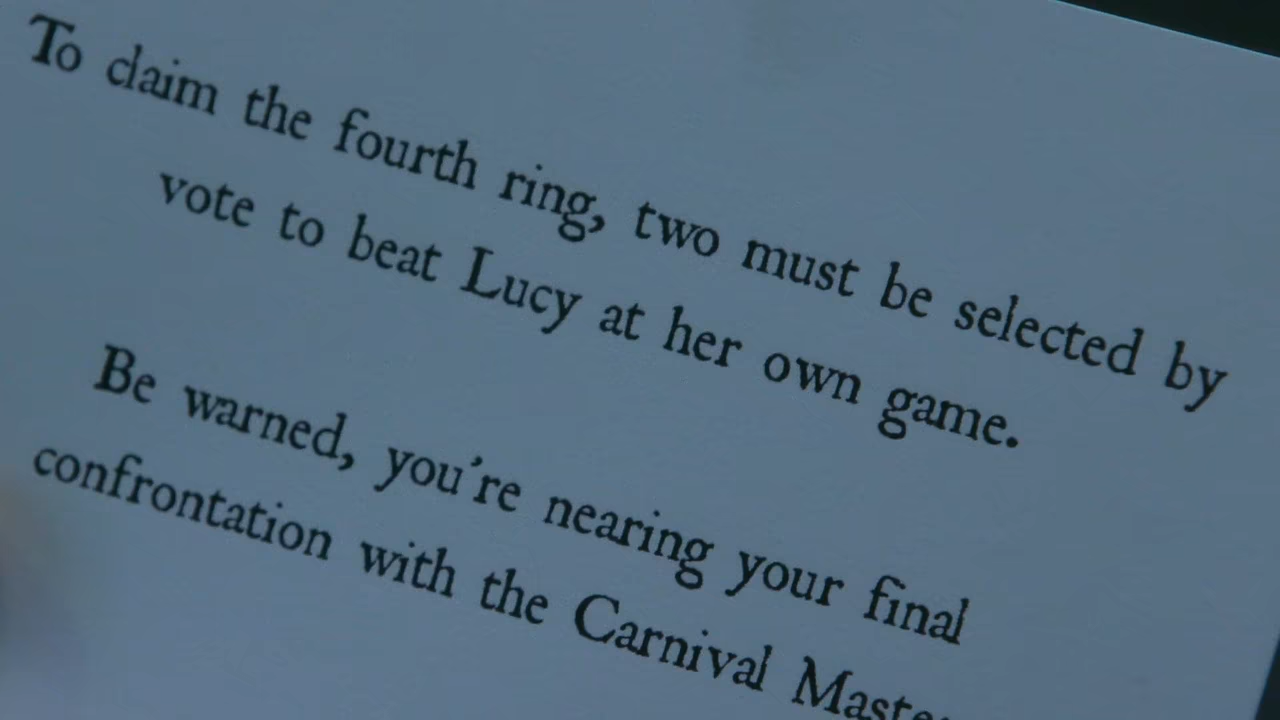 To claim the fourth ring, two must be selected by
vote to beat Lucy at her own game.
Be warned, you're nearing your final
confrontation with the Carnival